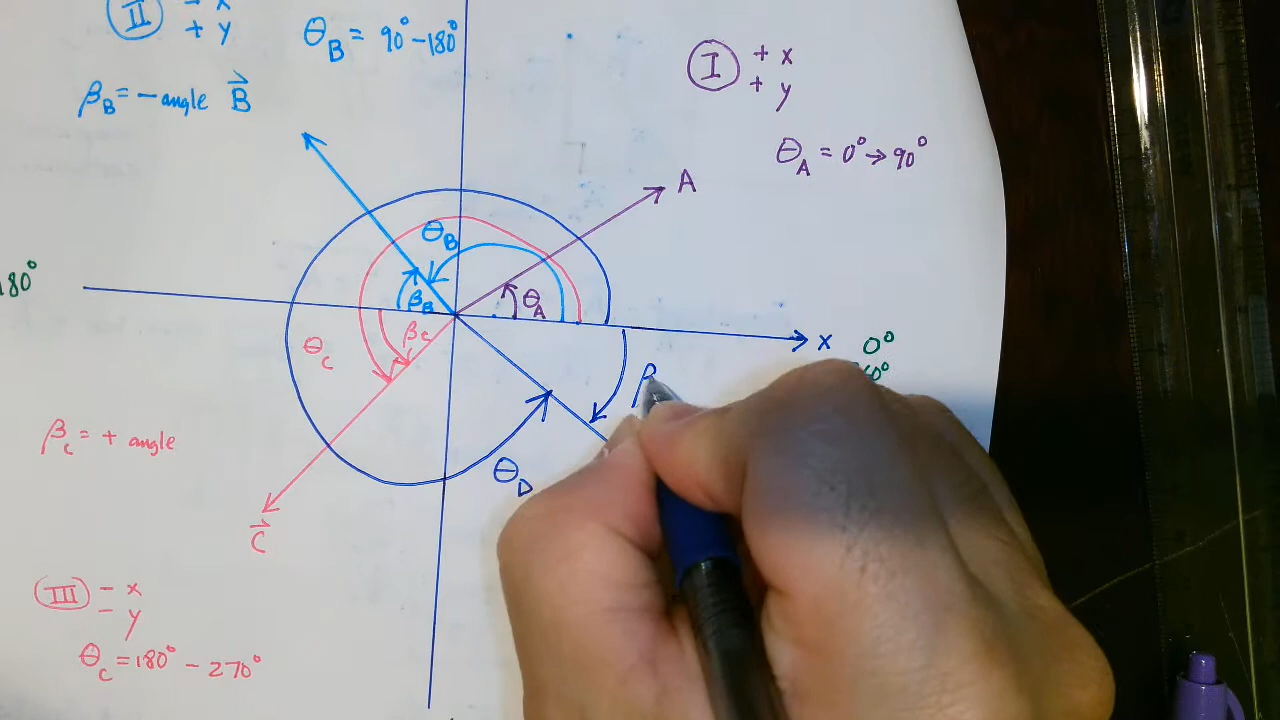 II - x
+ y
θB = 90° - 180°
βB = - angle B⃗
I + x
+ y
θA = 0° → 90°
A
θB
βB
θA
180°
x
0°
θC
βC
β
βC = + angle
θD
C⃗
III - x
- y
θC = 180° - 270°